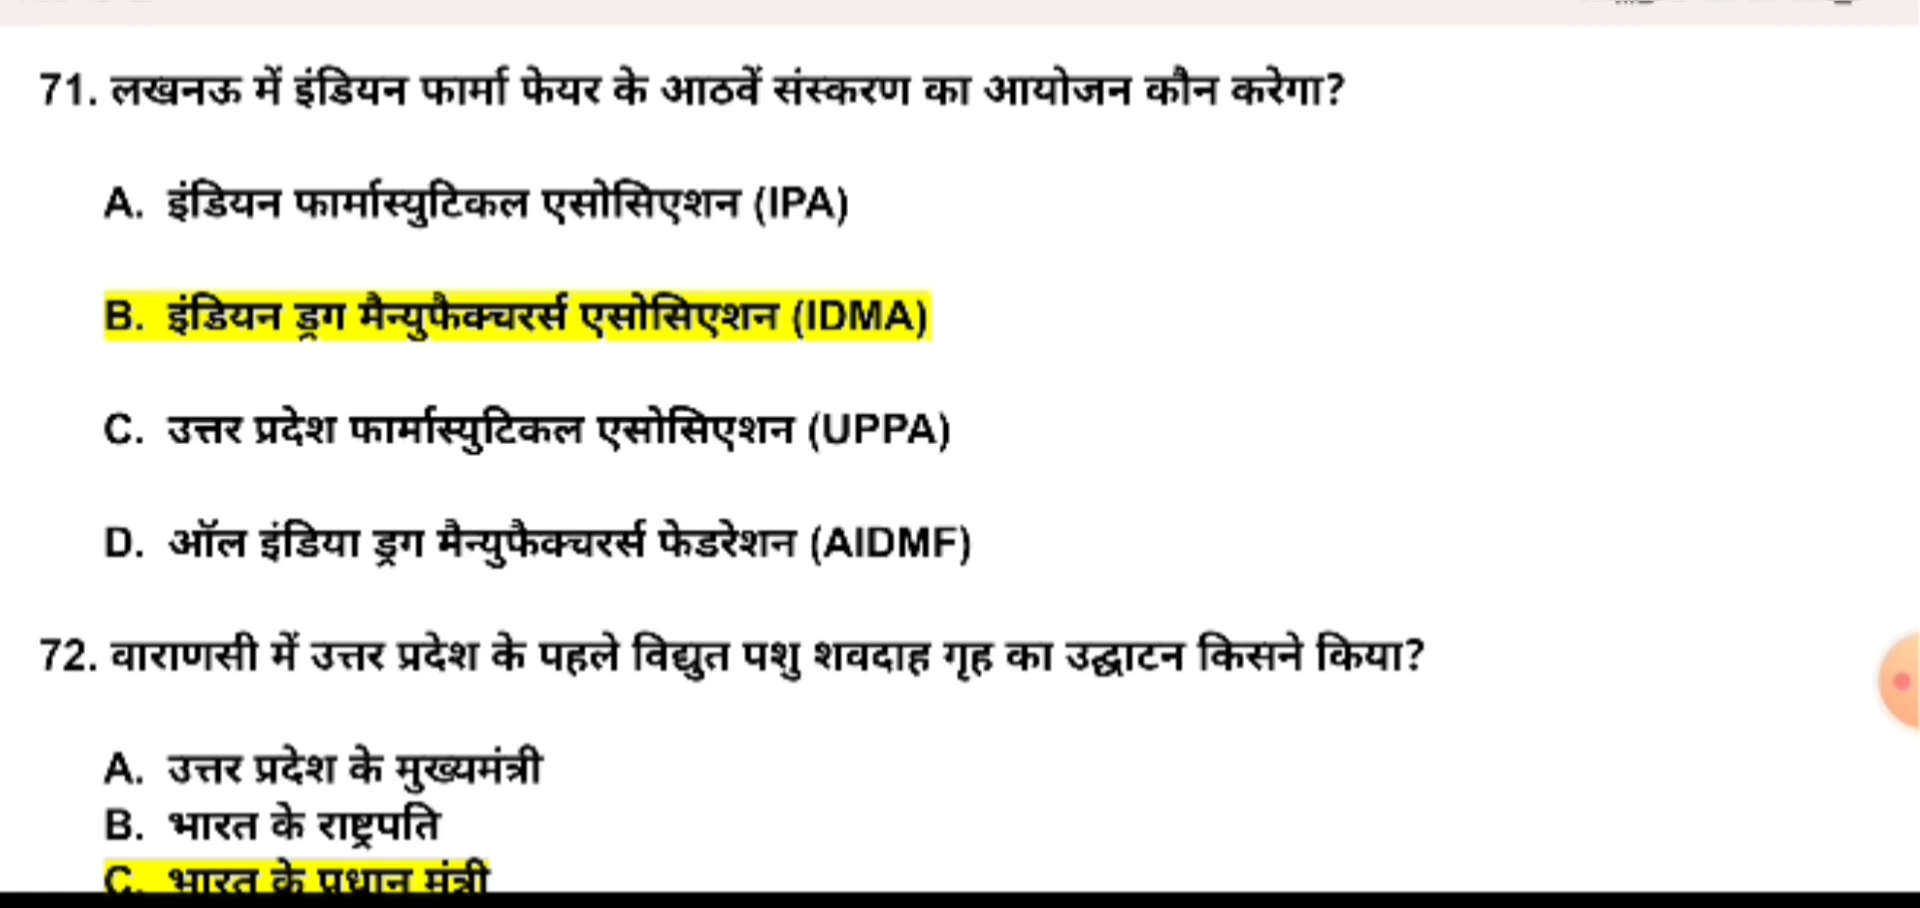 71. लखनऊ में इंडियन फार्मा फेयर के आठवें संस्करण का आयोजन कौन करेगा?
A. इंडियन फार्मास्युटिकल एसोसिएशन (IPA)
B. इंडियन ड्रग मैन्युफैक्चरर्स एसोसिएशन (IDMA)
C. उत्तर प्रदेश फार्मास्युटिकल एसोसिएशन (UPPA)
D. ऑल इंडिया ड्रग मैन्युफैक्चरर्स फेडरेशन (AIDMF)
72. वाराणसी में उत्तर प्रदेश के पहले विद्युत पशु शवदाह गृह का उद्घाटन किसने किया?
A. उत्तर प्रदेश के मुख्यमंत्री
B. भारत के राष्ट्रपति
C. भारत के प्रधान मंत्री